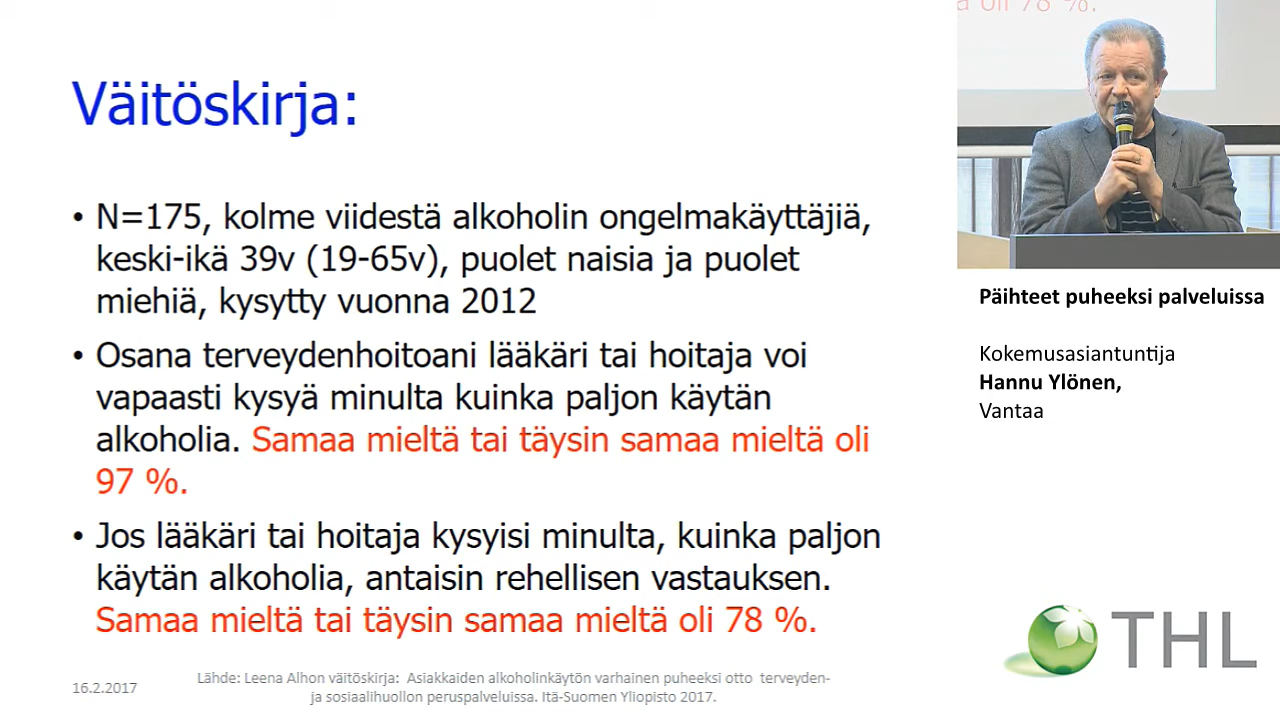 Väitöskirja:
• N=175, kolme viidestä alkoholin ongelmakäyttäjiä,
keski-ikä 39v (19-65v), puolet naisia ja puolet
miehiä, kysytty vuonna 2012
• Osana terveydenhoitoani lääkäri tai hoitaja voi
vapaasti kysyä minulta kuinka paljon käytän
alkoholia. Samaa mieltä tai täysin samaa mieltä oli
97 %.
• Jos lääkäri tai hoitaja kysyisi minulta, kuinka paljon
käytän alkoholia, antaisin rehellisen vastauksen.
Samaa mieltä tai täysin samaa mieltä oli 78 %.
16.2.2017
Lähde: Leena Alhon väitöskirja: Asiakkaiden alkoholinkäytön varhainen puheeksi otto terveyden-
ja sosiaalihuollon peruspalveluissa. Itä-Suomen Yliopisto 2017.
a oli 78 %.
Päihteet puheeksi palveluissa
Kokemusasiantuntija
Hannu Ylönen,
Vantaa
THL